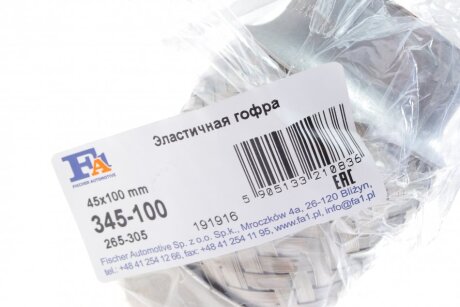 Эластичная гофра
FA
FISCHER AUTOMOTIVE
45x100 mm
345-100
265-305
191916
5 905133 210836
EAC
Fischer Automotive Sp. z o.o. Sp.k., Mroczków 4a, 26-120 Bliżyn,
tel.: +48 41 254 12 66, fax: +48 41 254 11 95, www.fa1.pl, info@fa1.pl